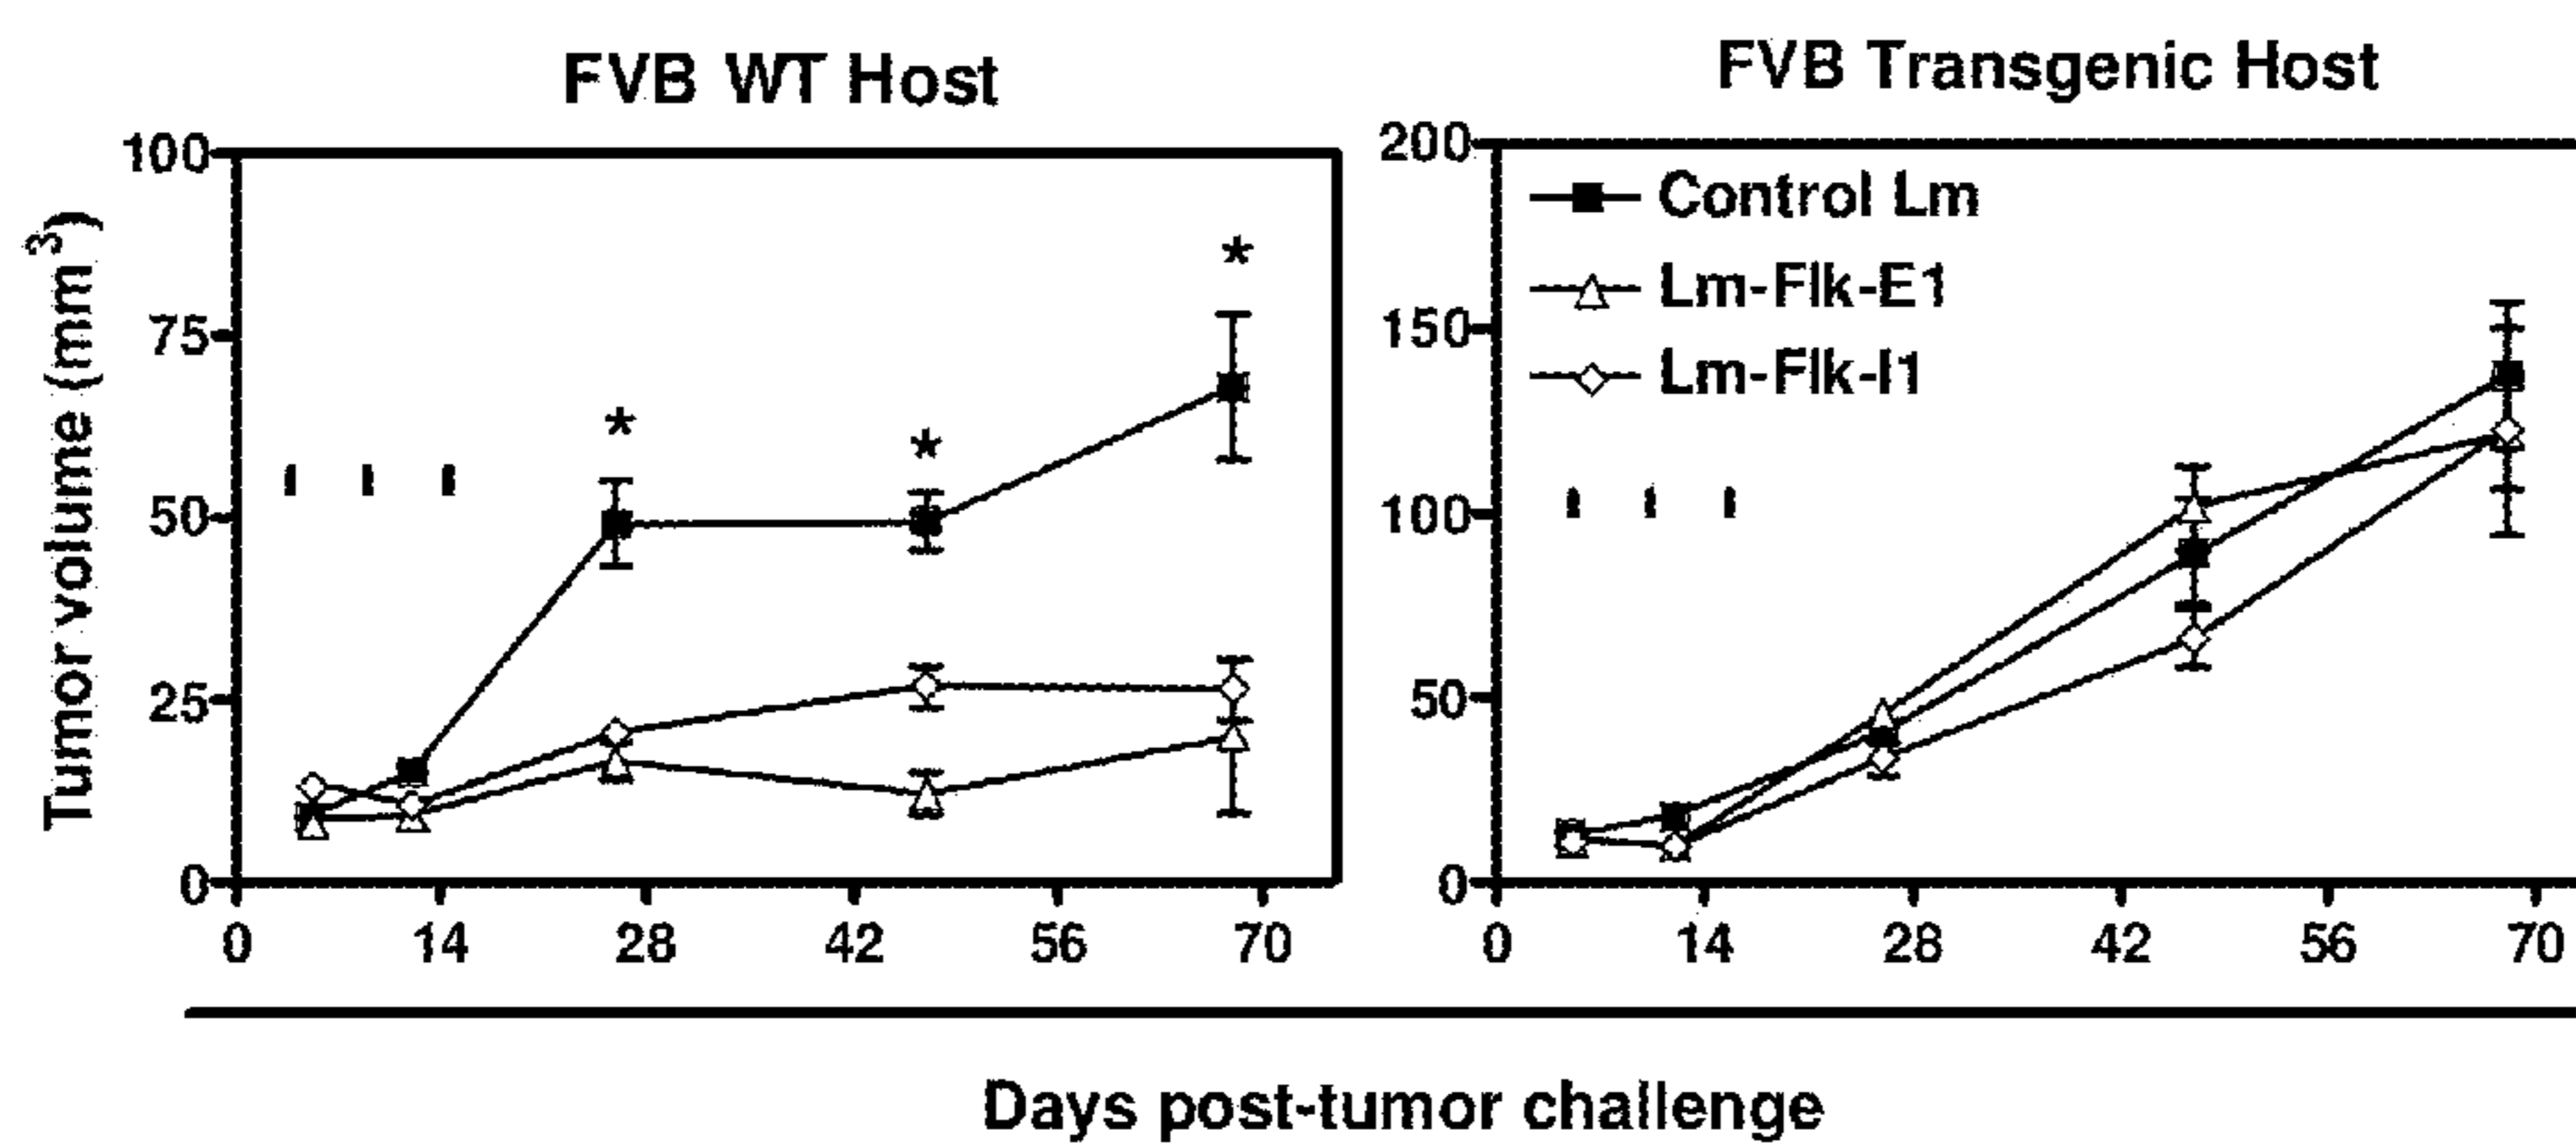 FVB WT Host
Tumor volume (mm3)
100
75
50
25
0
* * *
0 14 28 42 56 70
FVB Transgenic Host
200
150
100
50
0
Control Lm
Lm-Flk-E1
Lm-Flk-I1
0 14 28 42 56 70
Days post-tumor challenge